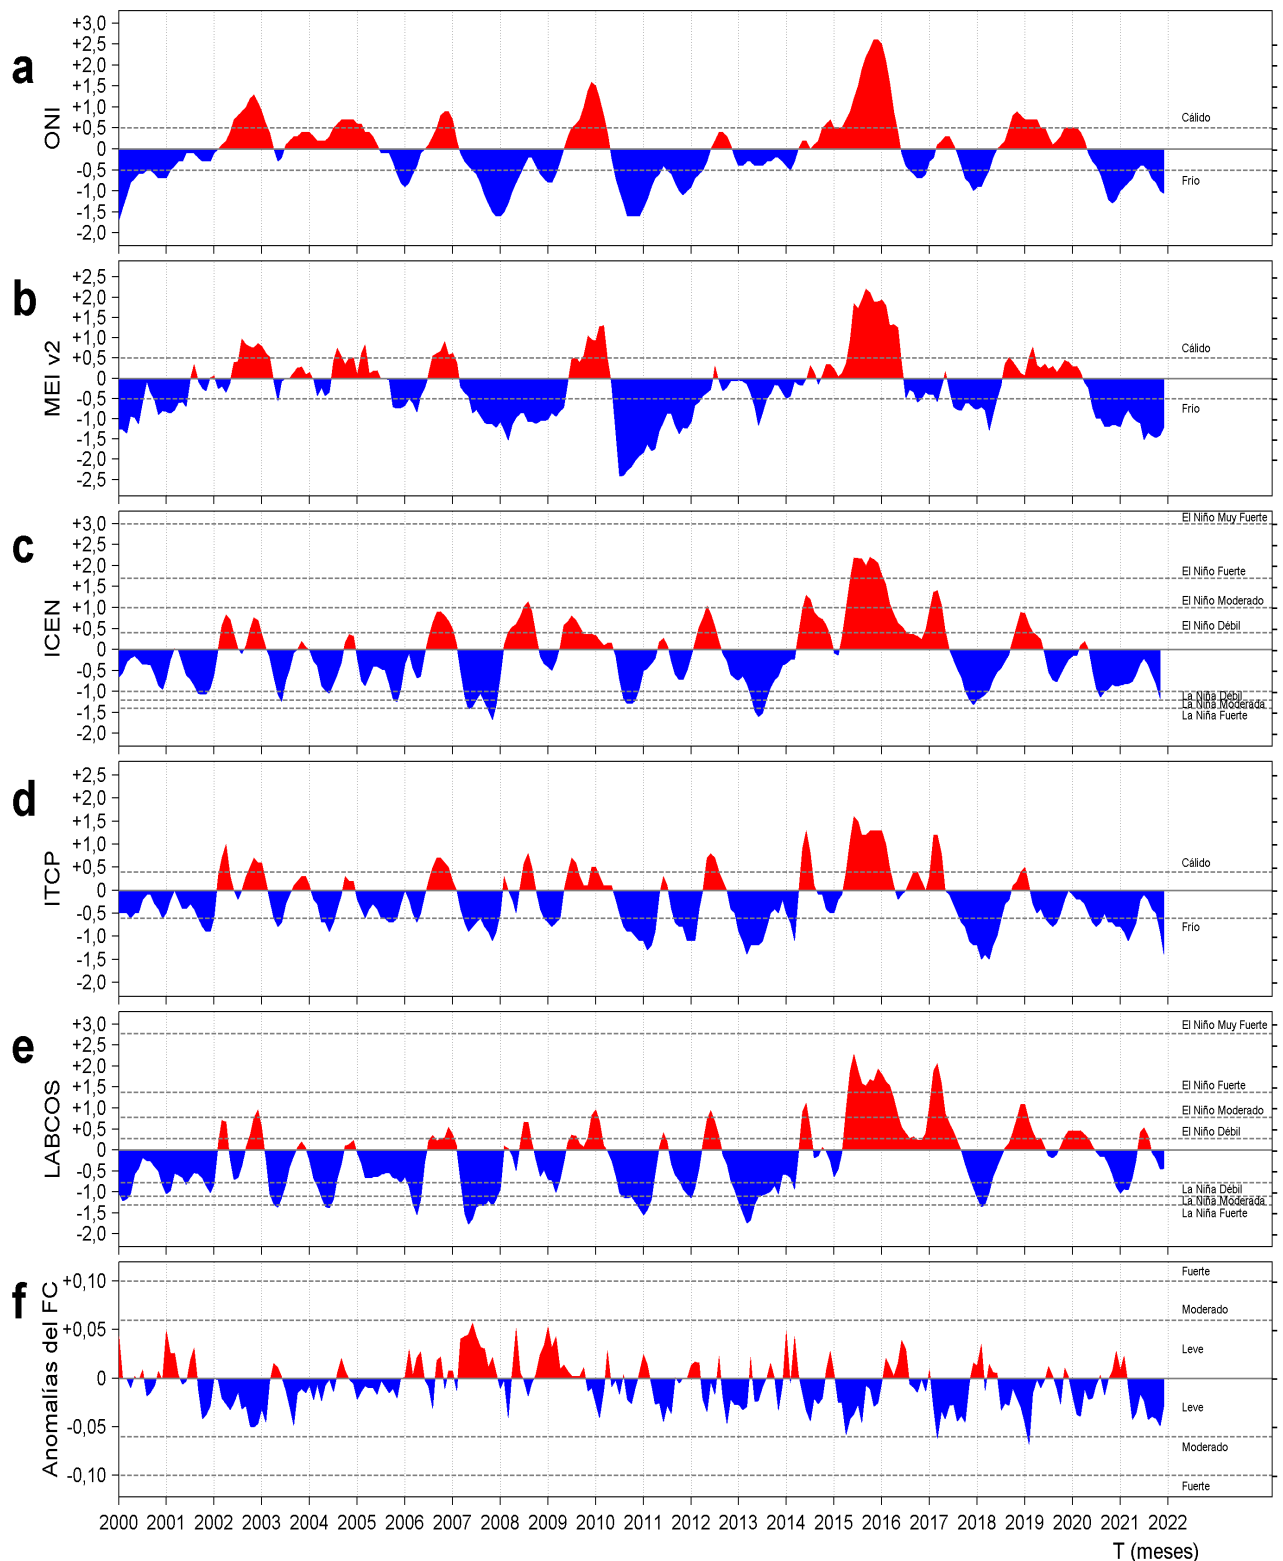 a
ONI
+3,0
+2,5
+2,0
+1,5
+1,0
+0,5
0
-0,5
-1,0
-1,5
-2,0
Cálido
Frío
b
MEI v2
+2,5
+2,0
+1,5
+1,0
+0,5
0
-0,5
-1,0
-1,5
-2,0
-2,5
Cálido
Frío
c
ICEN
+3,0
+2,5
+2,0
+1,5
+1,0
+0,5
0
-0,5
-1,0
-1,5
-2,0
El Niño Muy Fuerte
El Niño Fuerte
El Niño Moderado
El Niño Débil
La Niña Débil
La Niña Moderada
La Niña Fuerte
d
ITCP
+2,5
+2,0
+1,5
+1,0
+0,5
0
-0,5
-1,0
-1,5
-2,0
Cálido
Frío
e
LABCOS
+3,0
+2,5
+2,0
+1,5
+1,0
+0,5
0
-0,5
-1,0
-1,5
-2,0
El Niño Muy Fuerte
El Niño Fuerte
El Niño Moderado
El Niño Débil
La Niña Débil
La Niña Moderada
La Niña Fuerte
f
Anomalías del FC
+0,10
+0,05
0
-0,05
-0,10
Fuerte
Moderado
Leve
Leve
Moderado
Fuerte
2000 2001 2002 2003 2004 2005 2006 2007 2008 2009 2010 2011 2012 2013 2014 2015 2016 2017 2018 2019 2020 2021 2022
T (meses)